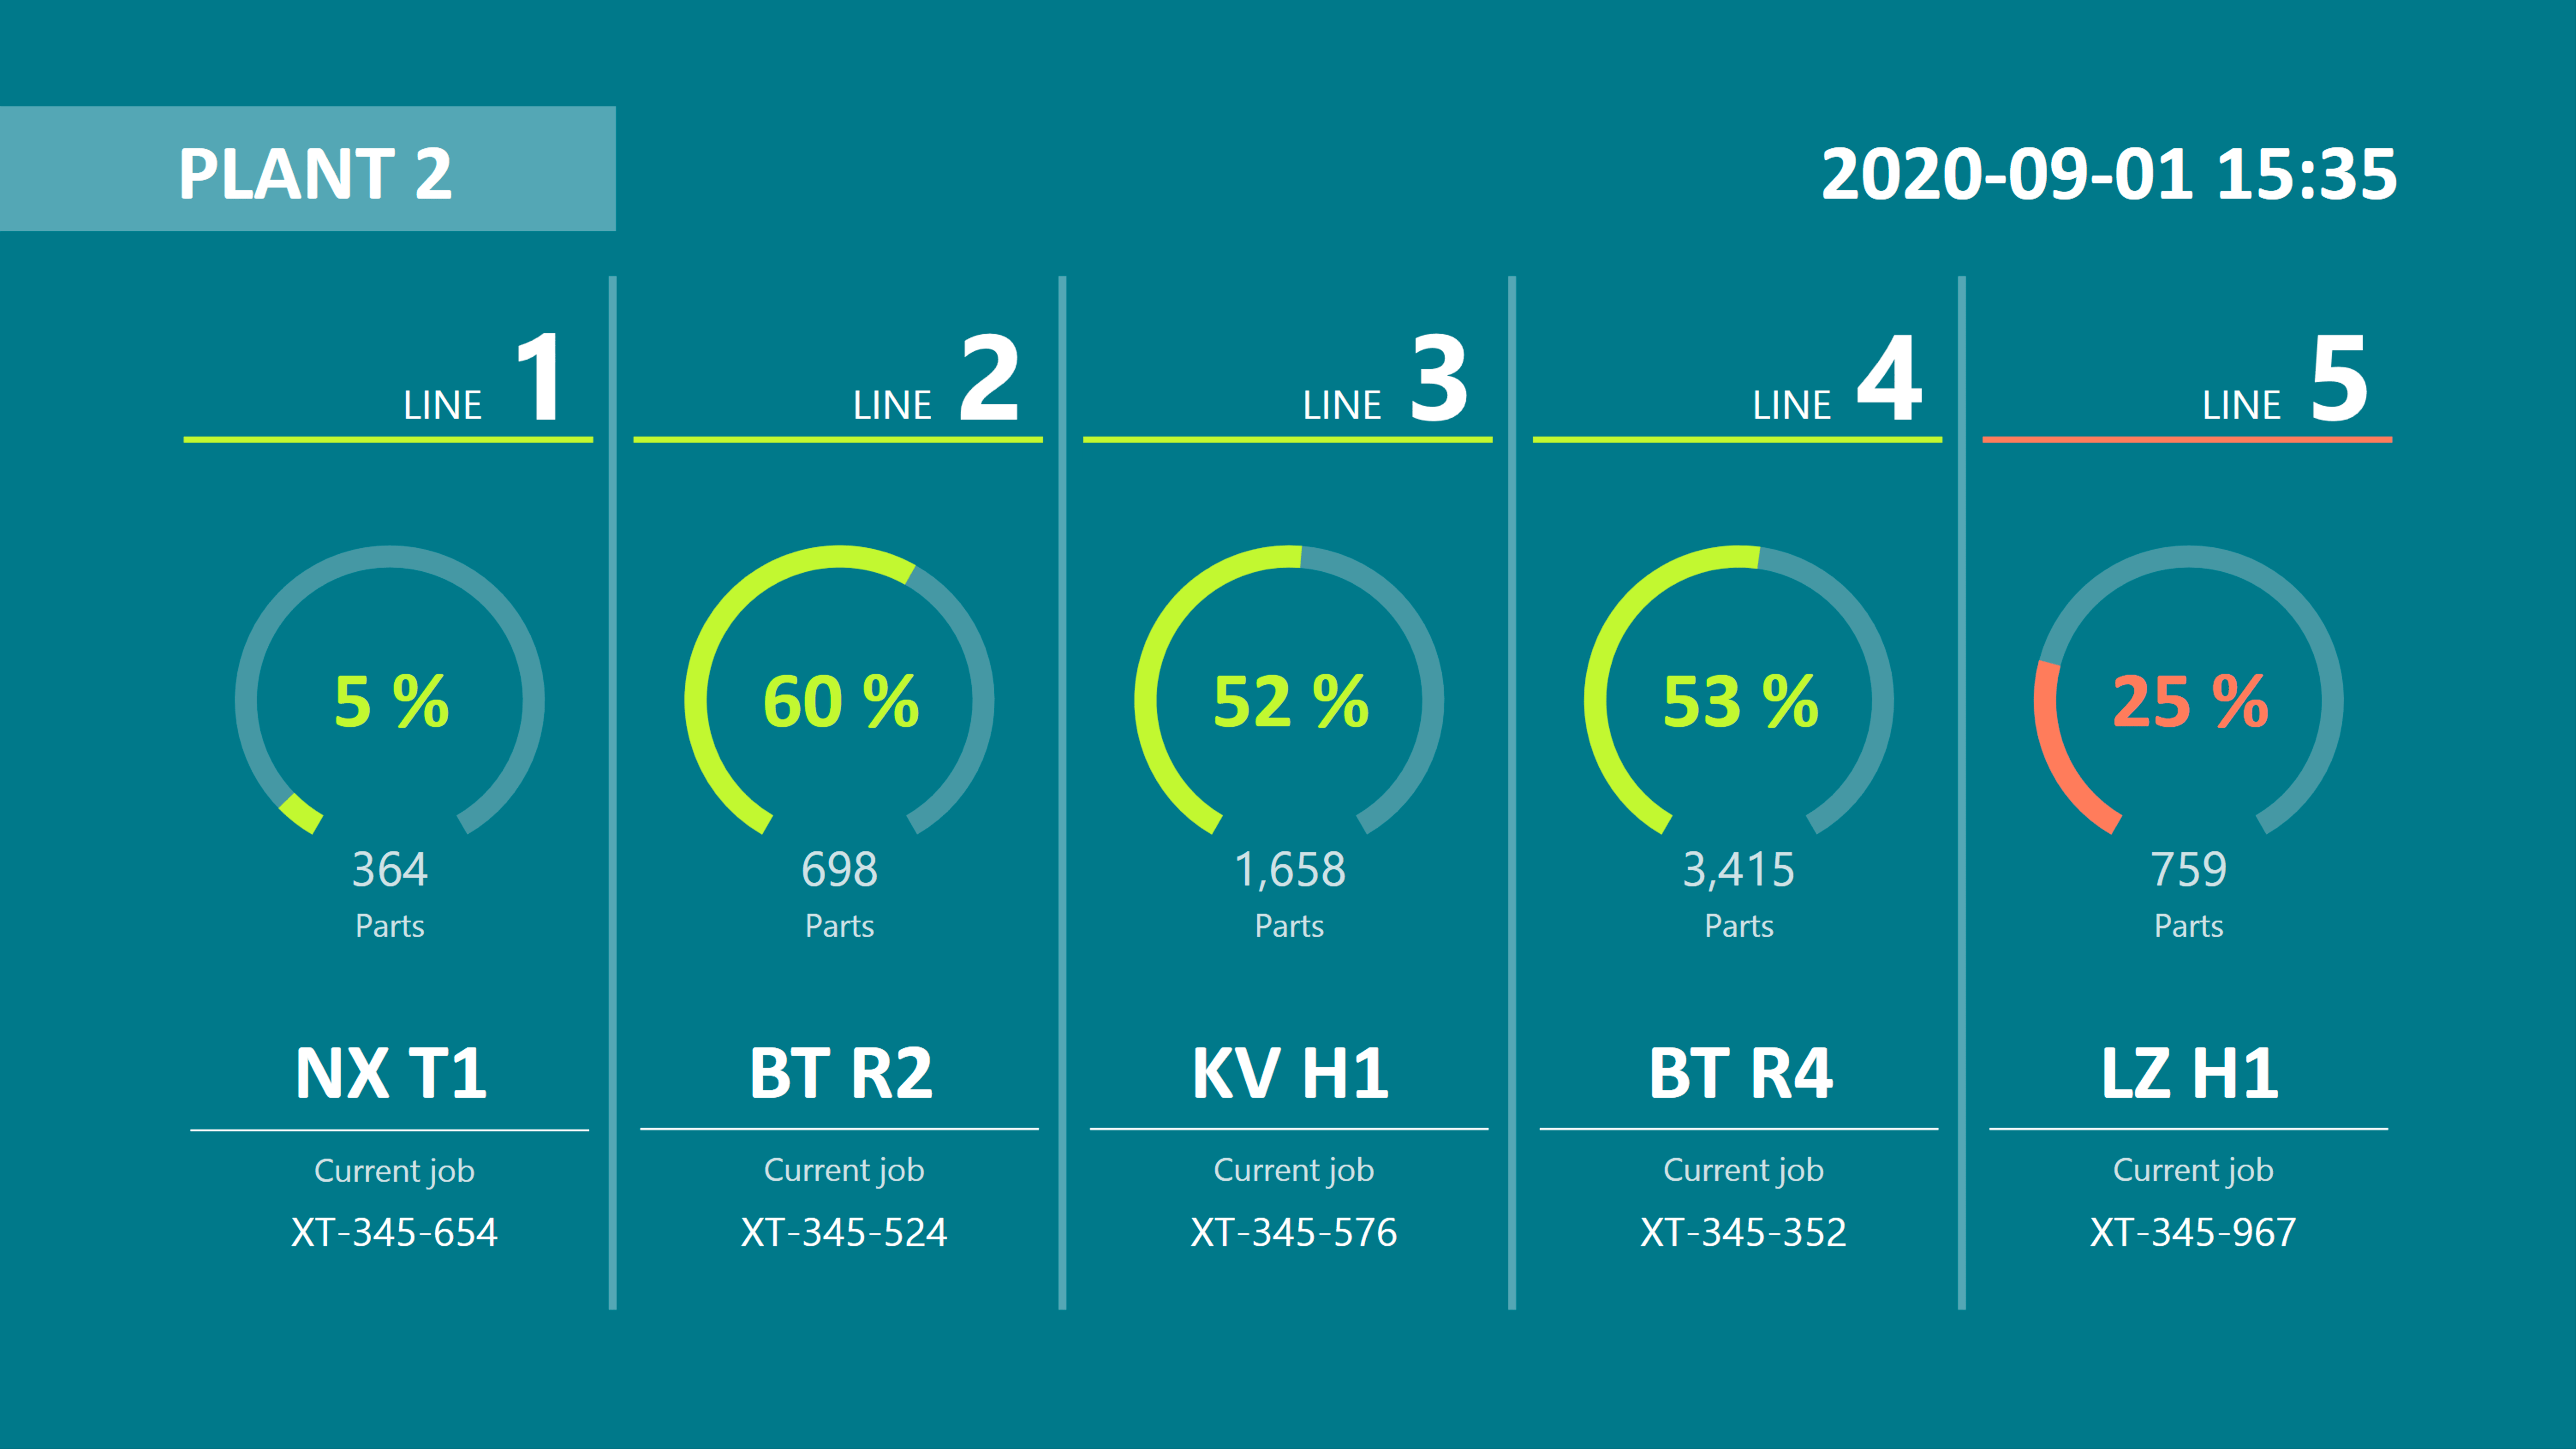 PLANT 2
2020-09-01 15:35
LINE 1
5 %
364
Parts
NX T1
Current job
XT-345-654
LINE 2
60 %
698
Parts
BT R2
Current job
XT-345-524
LINE 3
52 %
1,658
Parts
KV H1
Current job
XT-345-576
LINE 4
53 %
3,415
Parts
BT R4
Current job
XT-345-352
LINE 5
25 %
759
Parts
LZ H1
Current job
XT-345-967